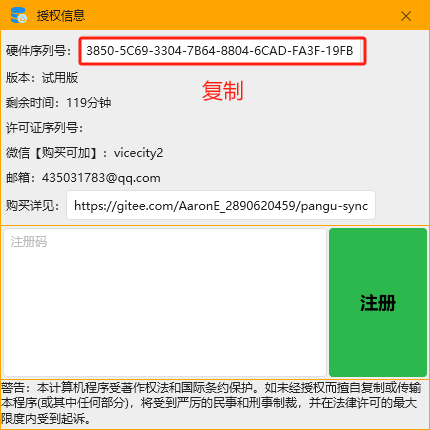 授权信息
硬件序列号： 3850-5C69-3304-7B64-8804-6CAD-FA3F-19FB
版本：试用版
复制
剩余时间：119分钟
许可证序列号：
微信【购买可加】：vicecity2
邮箱：435031783@qq.com
购买详见： https://gitee.com/AaronE_2890620459/pangu-sync
注册码
注册
警告：本计算机程序受著作权法和国际条约保护。如未经授权而擅自复制或传输
本程序(或其中任何部分)，将受到严厉的民事和刑事制裁，并在法律许可的最大
限度内受到起诉。